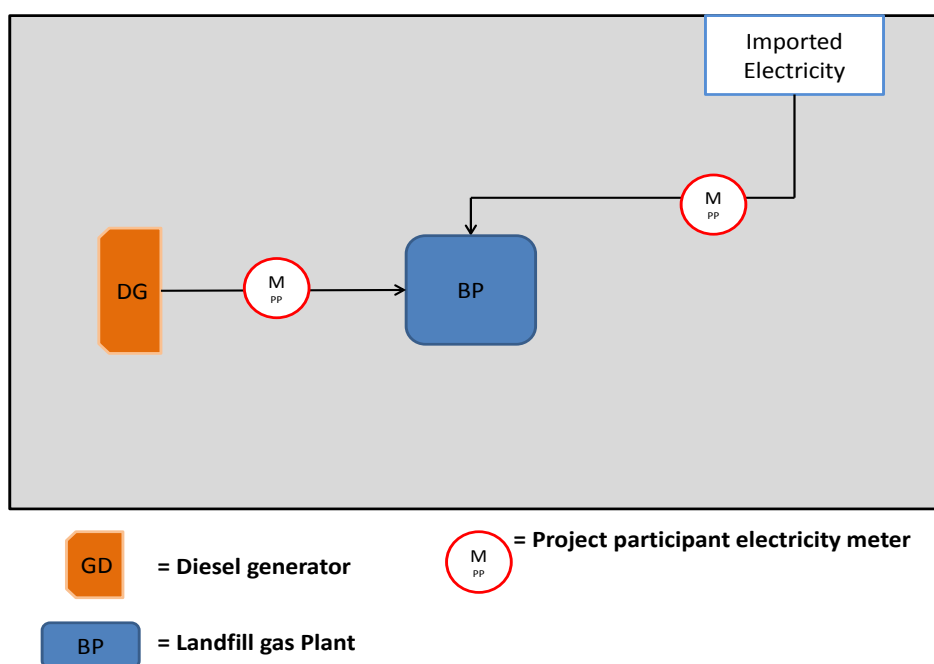 Imported
Electricity
M
PP
DG
M
PP
BP
GD
= Diesel generator
M
PP
= Project participant electricity meter
BP
= Landfill gas Plant